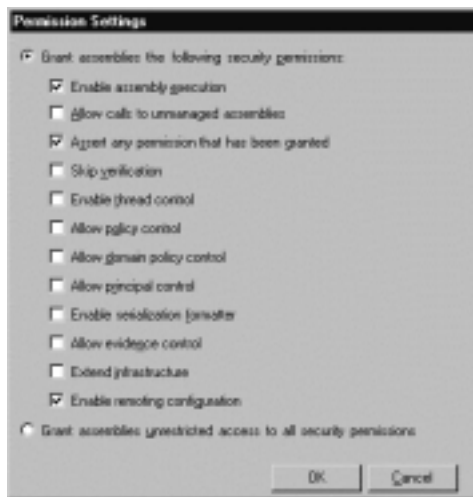 Permission Settings
Grant assemblies the following security permissions:
Enable assembly execution
Allow calls to unmanaged assemblies
Assert any permission that has been granted
Skip verification
Enable thread control
Allow policy control
Allow domain policy control
Allow principal control
Enable serialization formatter
Allow evidence control
Extend infrastructure
Enable remoting configuration
Grant assemblies unrestricted access to all security permissions
OK
Cancel